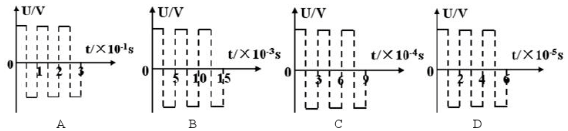 U/V
t/×10⁻¹s
0
1 2 3
A
U/V
t/×10⁻³s
0
5 10 15
B
U/V
t/×10⁻⁴s
0
3 6 9
C
U/V
t/×10⁻⁵s
0
2 4 6
D